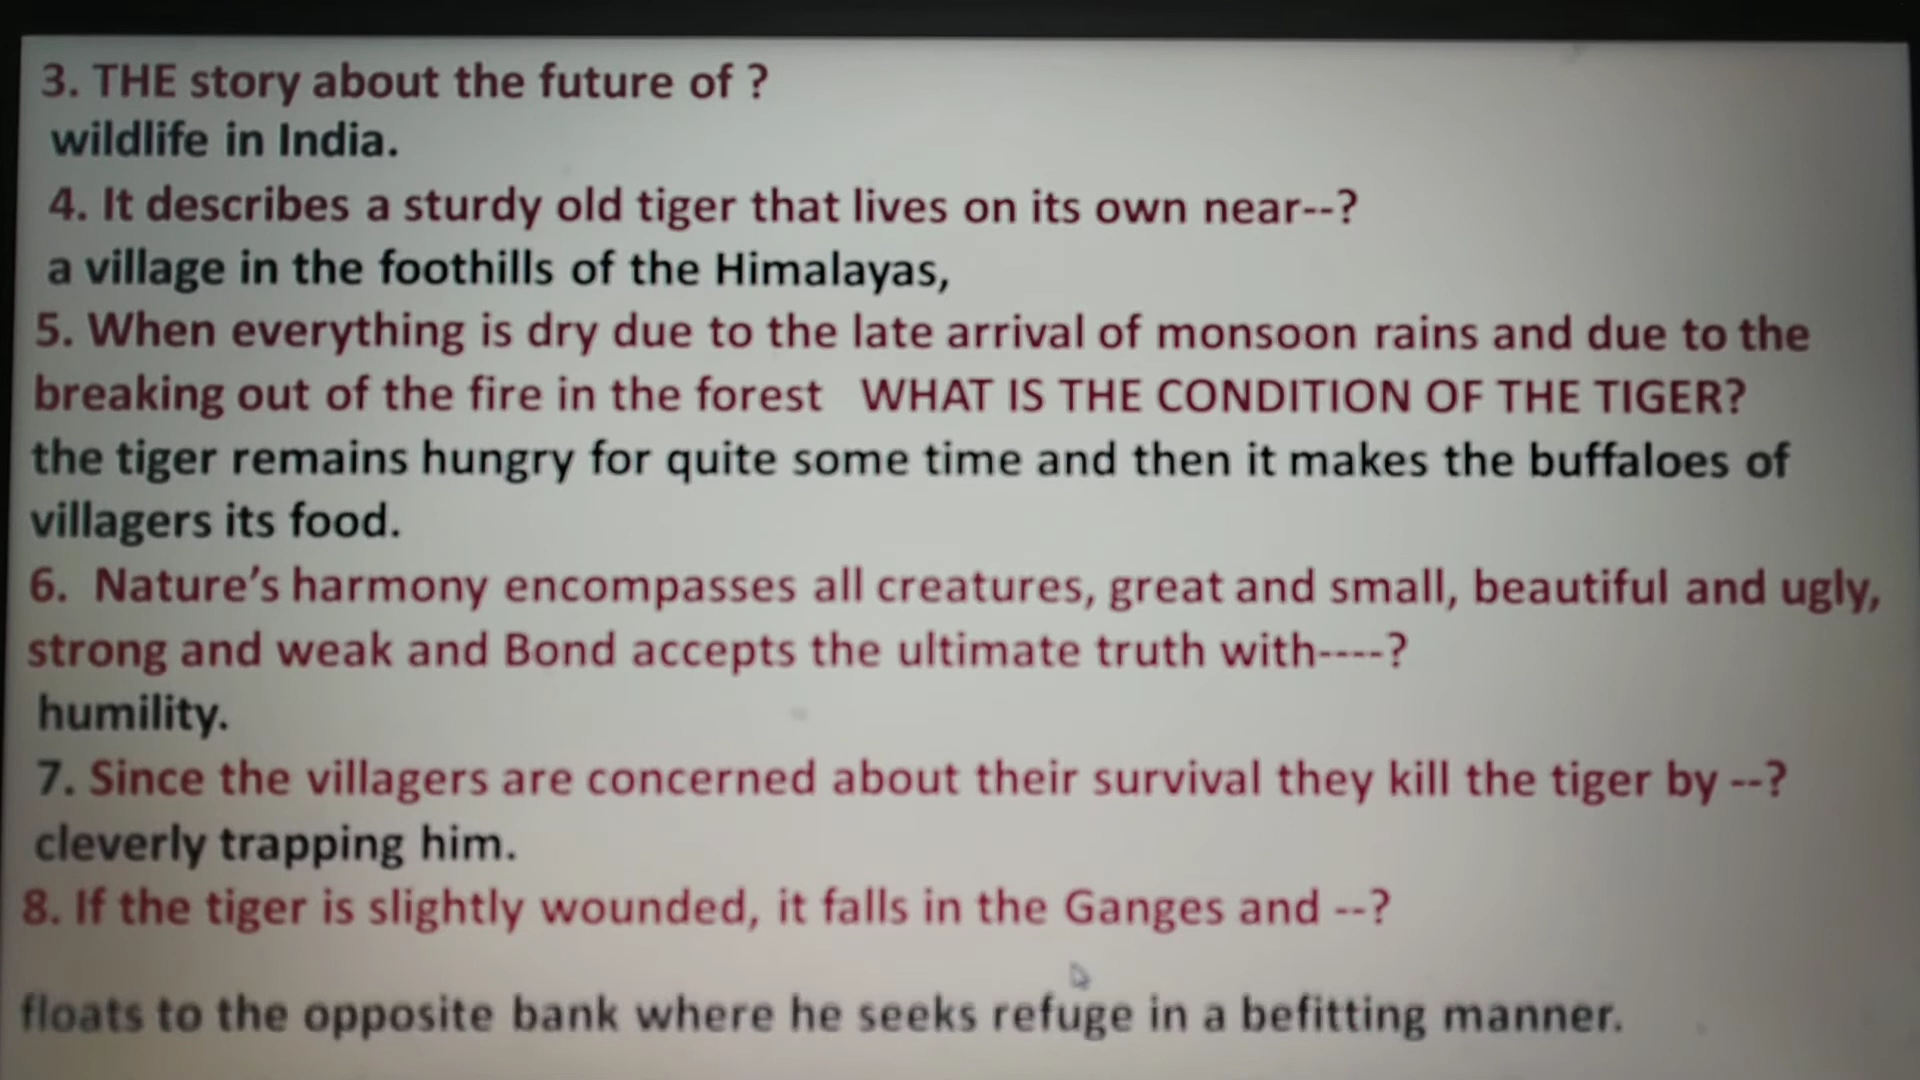 3. THE story about the future of ?
wildlife in India.
4. It describes a sturdy old tiger that lives on its own near--?
a village in the foothills of the Himalayas,
5. When everything is dry due to the late arrival of monsoon rains and due to the
breaking out of the fire in the forest WHAT IS THE CONDITION OF THE TIGER?
the tiger remains hungry for quite some time and then it makes the buffaloes of
villagers its food.
6. Nature's harmony encompasses all creatures, great and small, beautiful and ugly,
strong and weak and Bond accepts the ultimate truth with----?
humility.
7. Since the villagers are concerned about their survival they kill the tiger by --?
cleverly trapping him.
8. If the tiger is slightly wounded, it falls in the Ganges and --?
floats to the opposite bank where he seeks refuge in a befitting manner.